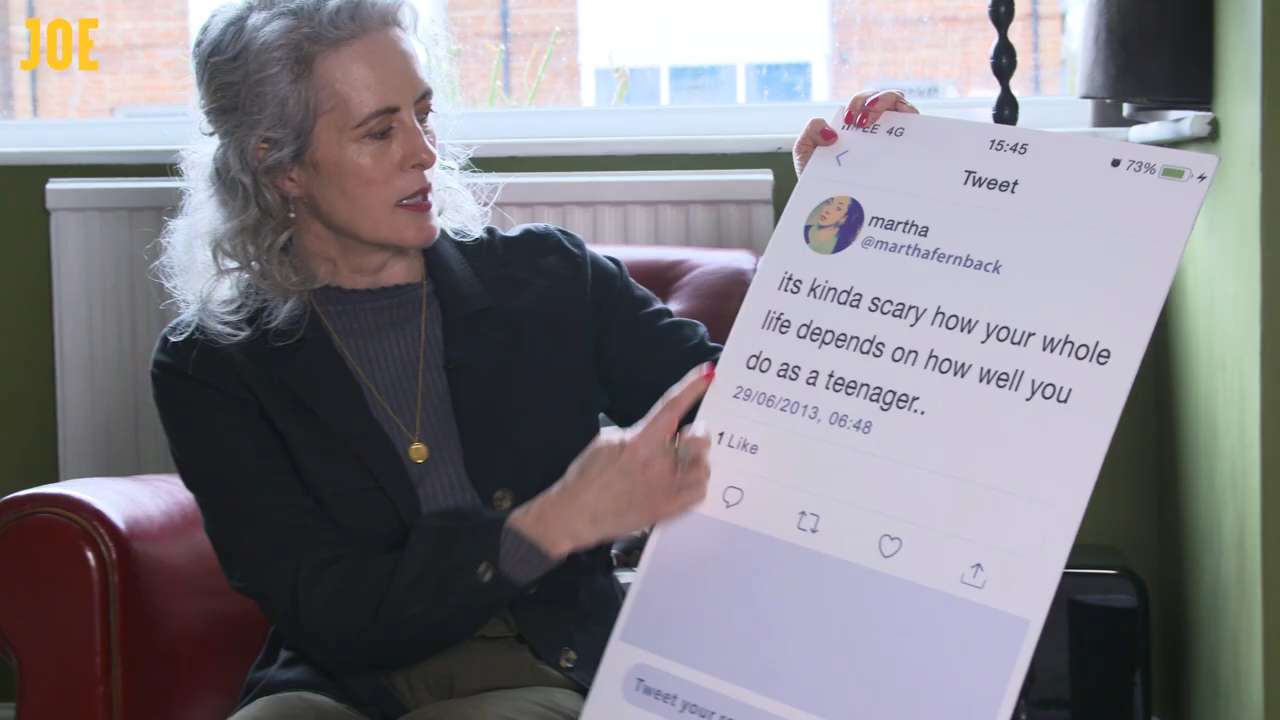 JOE
EE 4G
15:45
73%
Tweet
martha
@marthafernback
its kinda scary how your whole
life depends on how well you
do as a teenager..
29/06/2013, 06:48
1 Like
Tweet your